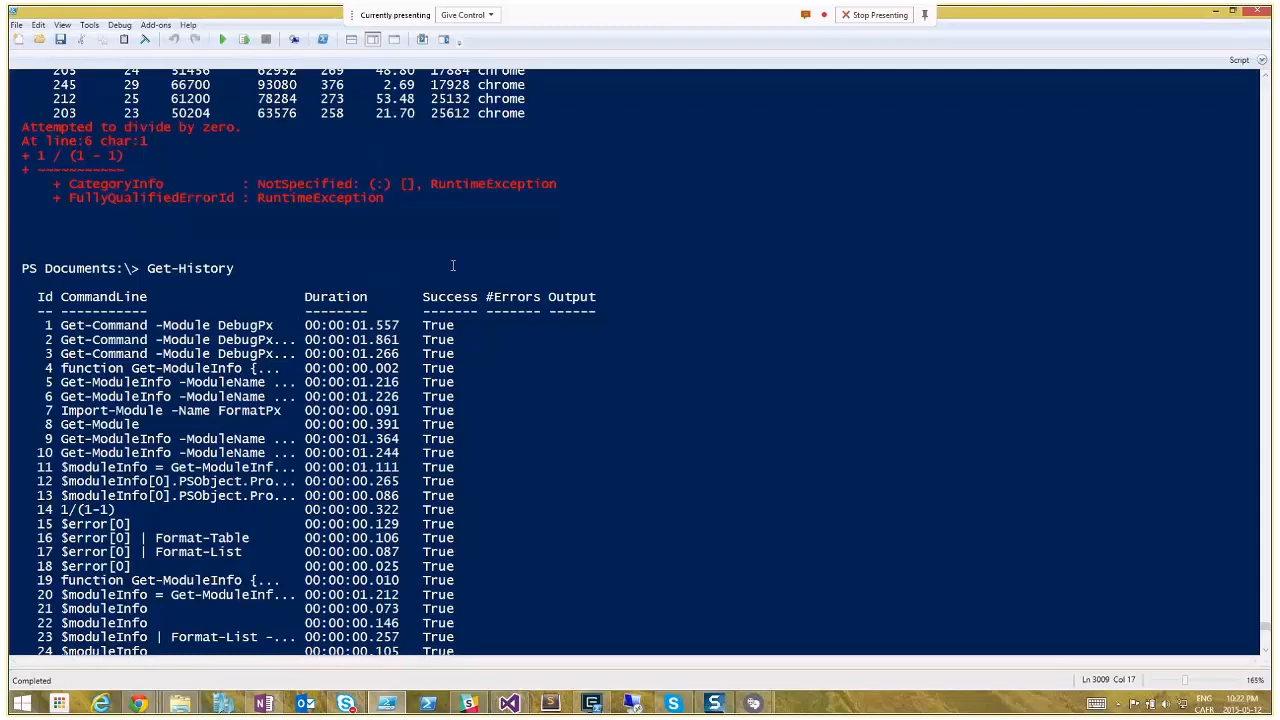 Currently presenting Give Control Stop Presenting
File Edit View Tools Debug Add-ons Help
Script
205 24 51456 62952 269 48.80 17884 chrome
245 29 66700 93080 376 2.69 17928 chrome
212 25 61200 78284 273 53.48 25132 chrome
203 23 50204 63576 258 21.70 25612 chrome
Attempted to divide by zero.
At line:6 char:1
+ 1 / (1 - 1)
+ ~~~~~~~~~~~
+ CategoryInfo : NotSpecified: (:) [], RuntimeException
+ FullyQualifiedErrorId : RuntimeException
PS Documents:\> Get-History
Id CommandLine Duration Success #Errors Output
-- ----------- -------- ------- ------- ------
1 Get-Command -Module DebugPx 00:00:01.557 True
2 Get-Command -Module DebugPx... 00:00:01.861 True
3 Get-Command -Module DebugPx... 00:00:01.266 True
4 function Get-ModuleInfo {... 00:00:00.002 True
5 Get-ModuleInfo -ModuleName ... 00:00:01.216 True
6 Get-ModuleInfo -ModuleName ... 00:00:01.226 True
7 Import-Module -Name FormatPx 00:00:00.091 True
8 Get-Module 00:00:00.391 True
9 Get-ModuleInfo -ModuleName ... 00:00:01.364 True
10 Get-ModuleInfo -ModuleName ... 00:00:01.244 True
11 $moduleInfo = Get-ModuleInf... 00:00:01.111 True
12 $moduleInfo[0].PSObject.Pro... 00:00:00.265 True
13 $moduleInfo[0].PSObject.Pro... 00:00:00.086 True
14 1/(1-1) 00:00:00.322 True
15 $error[0] 00:00:00.129 True
16 $error[0] | Format-Table 00:00:00.106 True
17 $error[0] | Format-List 00:00:00.087 True
18 $error[0] 00:00:00.025 True
19 function Get-ModuleInfo {... 00:00:00.010 True
20 $moduleInfo = Get-ModuleInf... 00:00:01.212 True
21 $moduleInfo 00:00:00.073 True
22 $moduleInfo 00:00:00.146 True
23 $moduleInfo | Format-List -... 00:00:00.257 True
24 $moduleInfo 00:00:00.105 True
Completed Ln 3009 Col 17 165%
ENG 10:22 PM
CAFR 2015-05-12